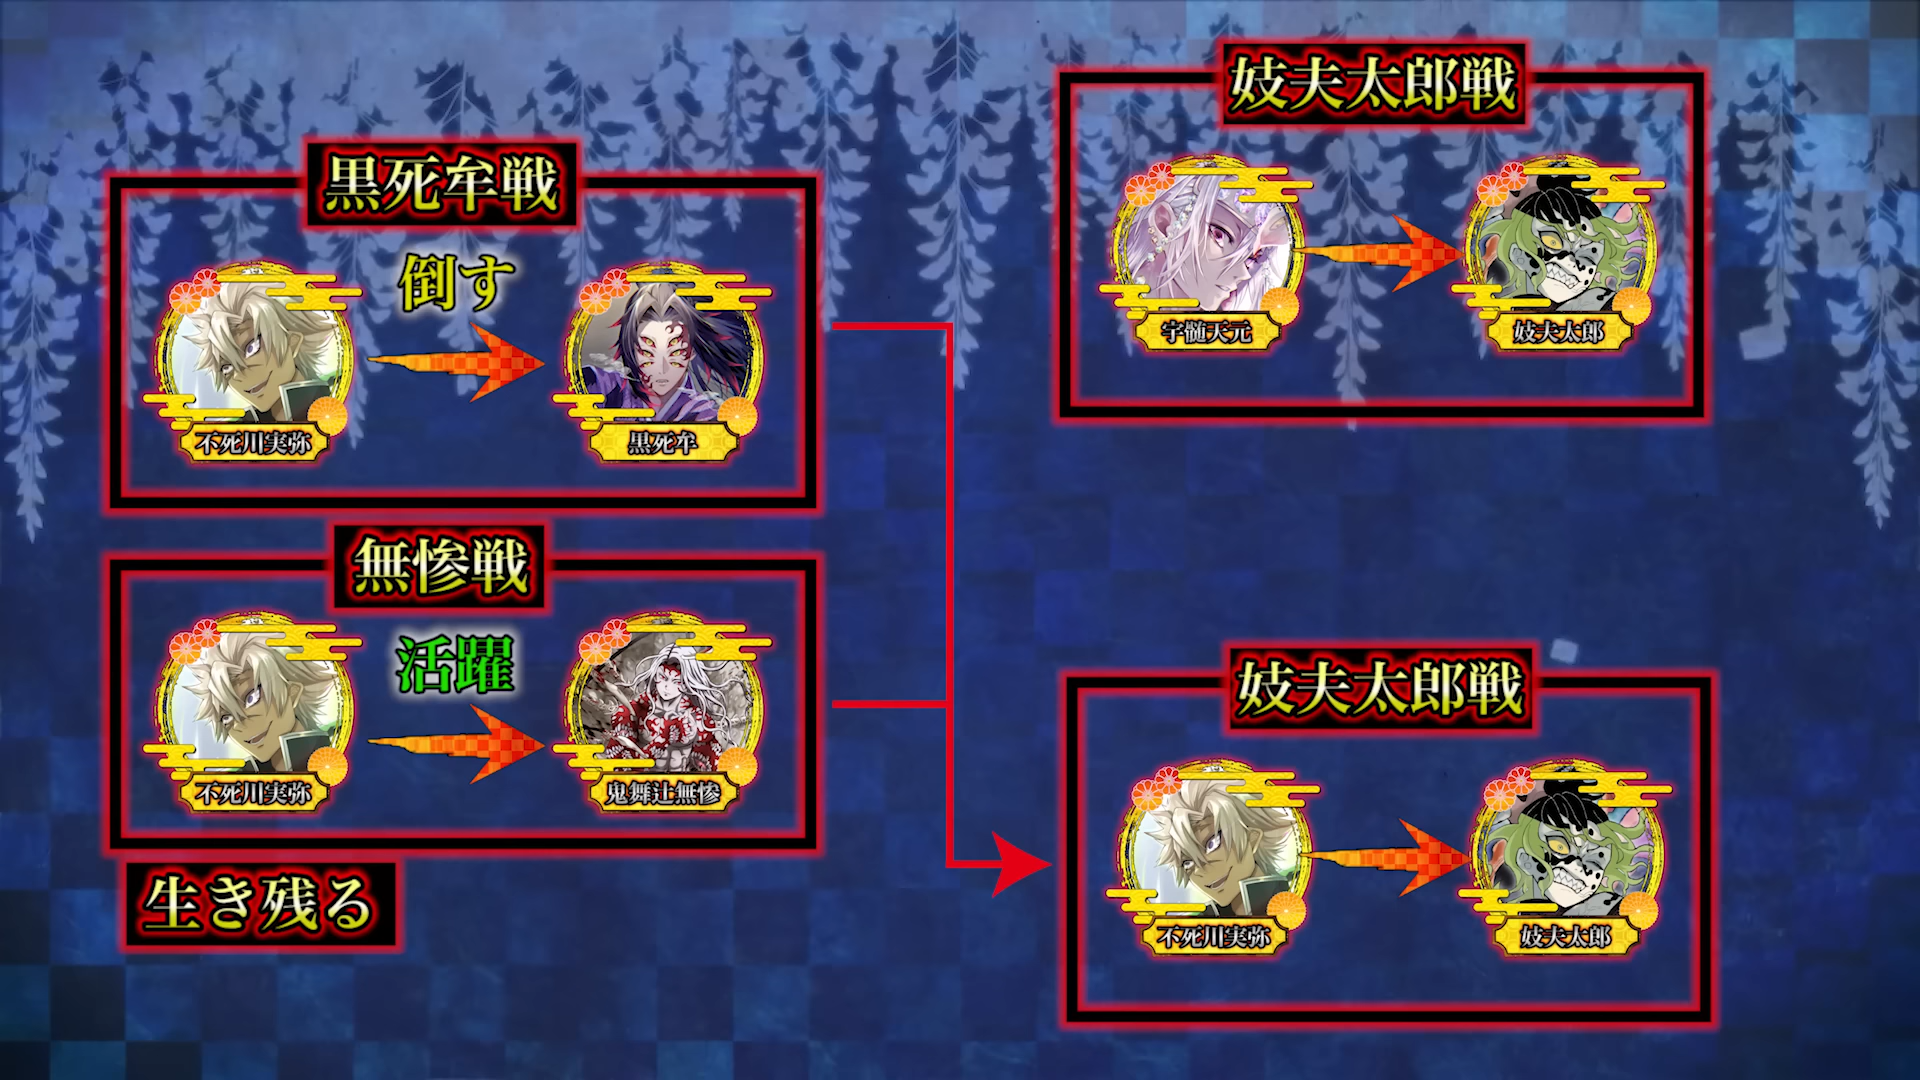 黒死牟戦
倒す
不死川実弥
黒死牟
無惨戦
活躍
不死川実弥
鬼舞辻無惨
生き残る
妓夫太郎戦
宇髄天元
妓夫太郎
妓夫太郎戦
不死川実弥
妓夫太郎